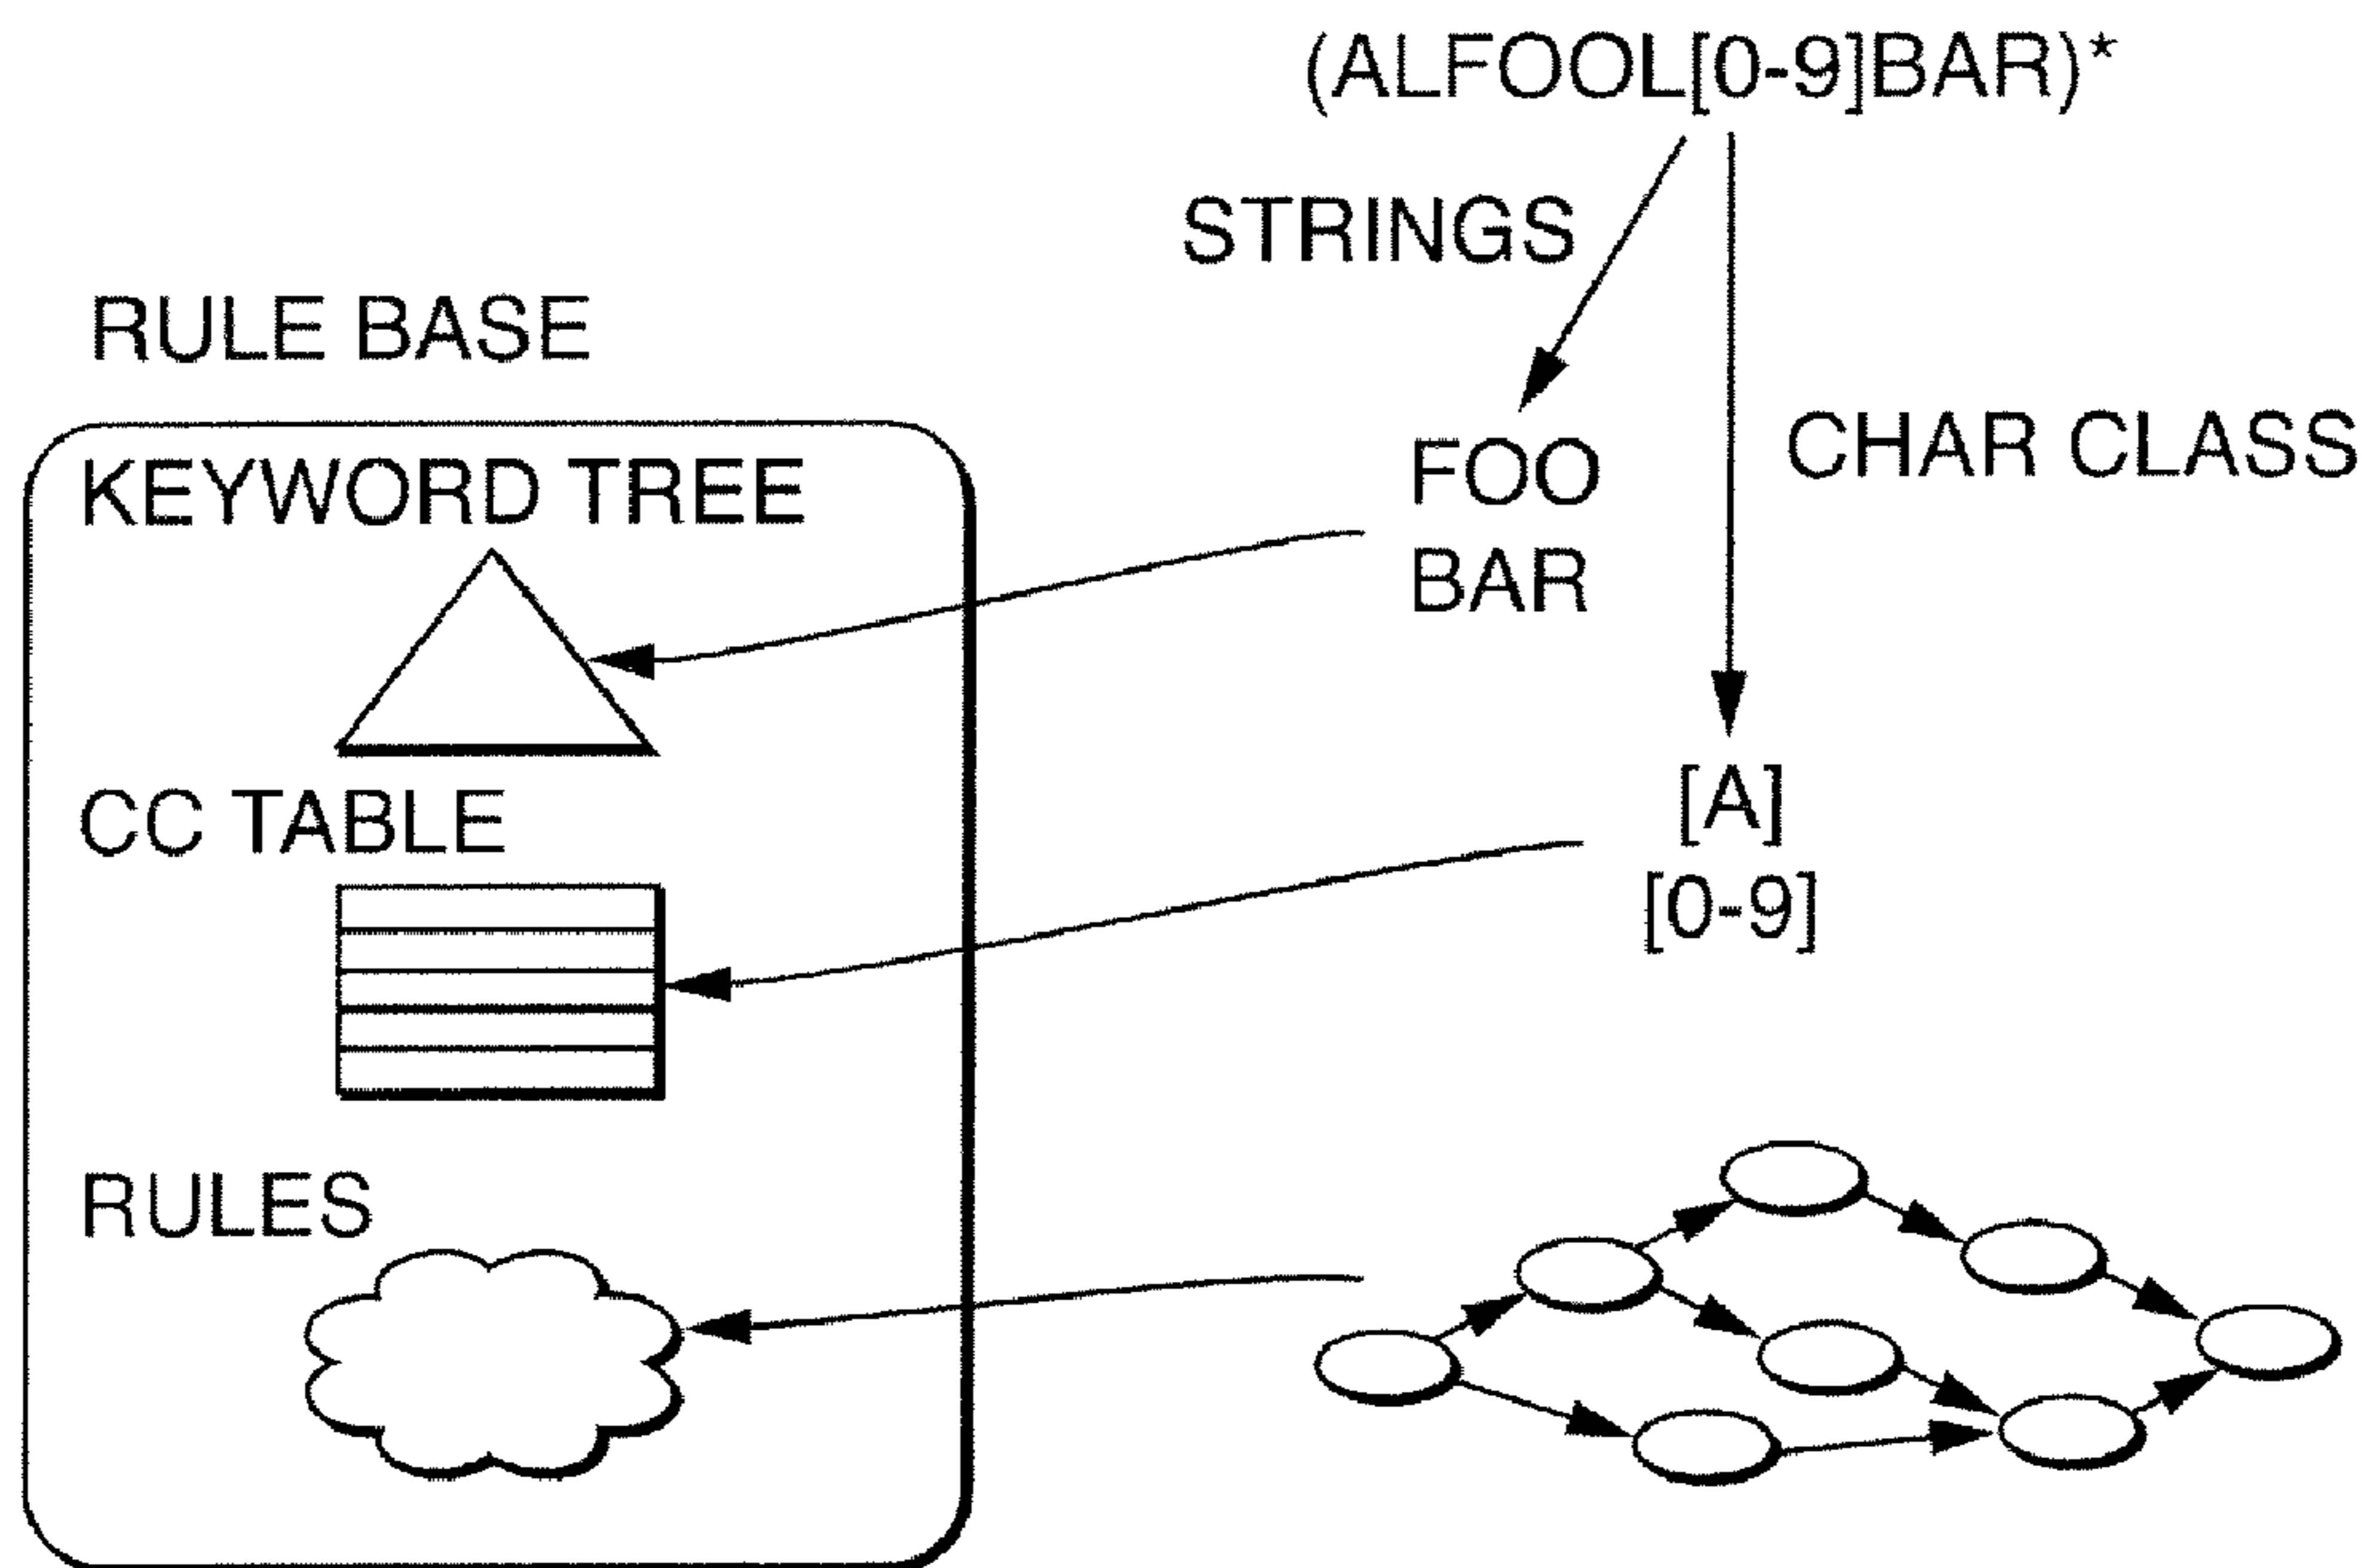 (ALFOOL[0-9]BAR)*
STRINGS
RULE BASE
CHAR CLASS
FOO
KEYWORD TREE
BAR
[A]
CC TABLE
[0-9]
RULES